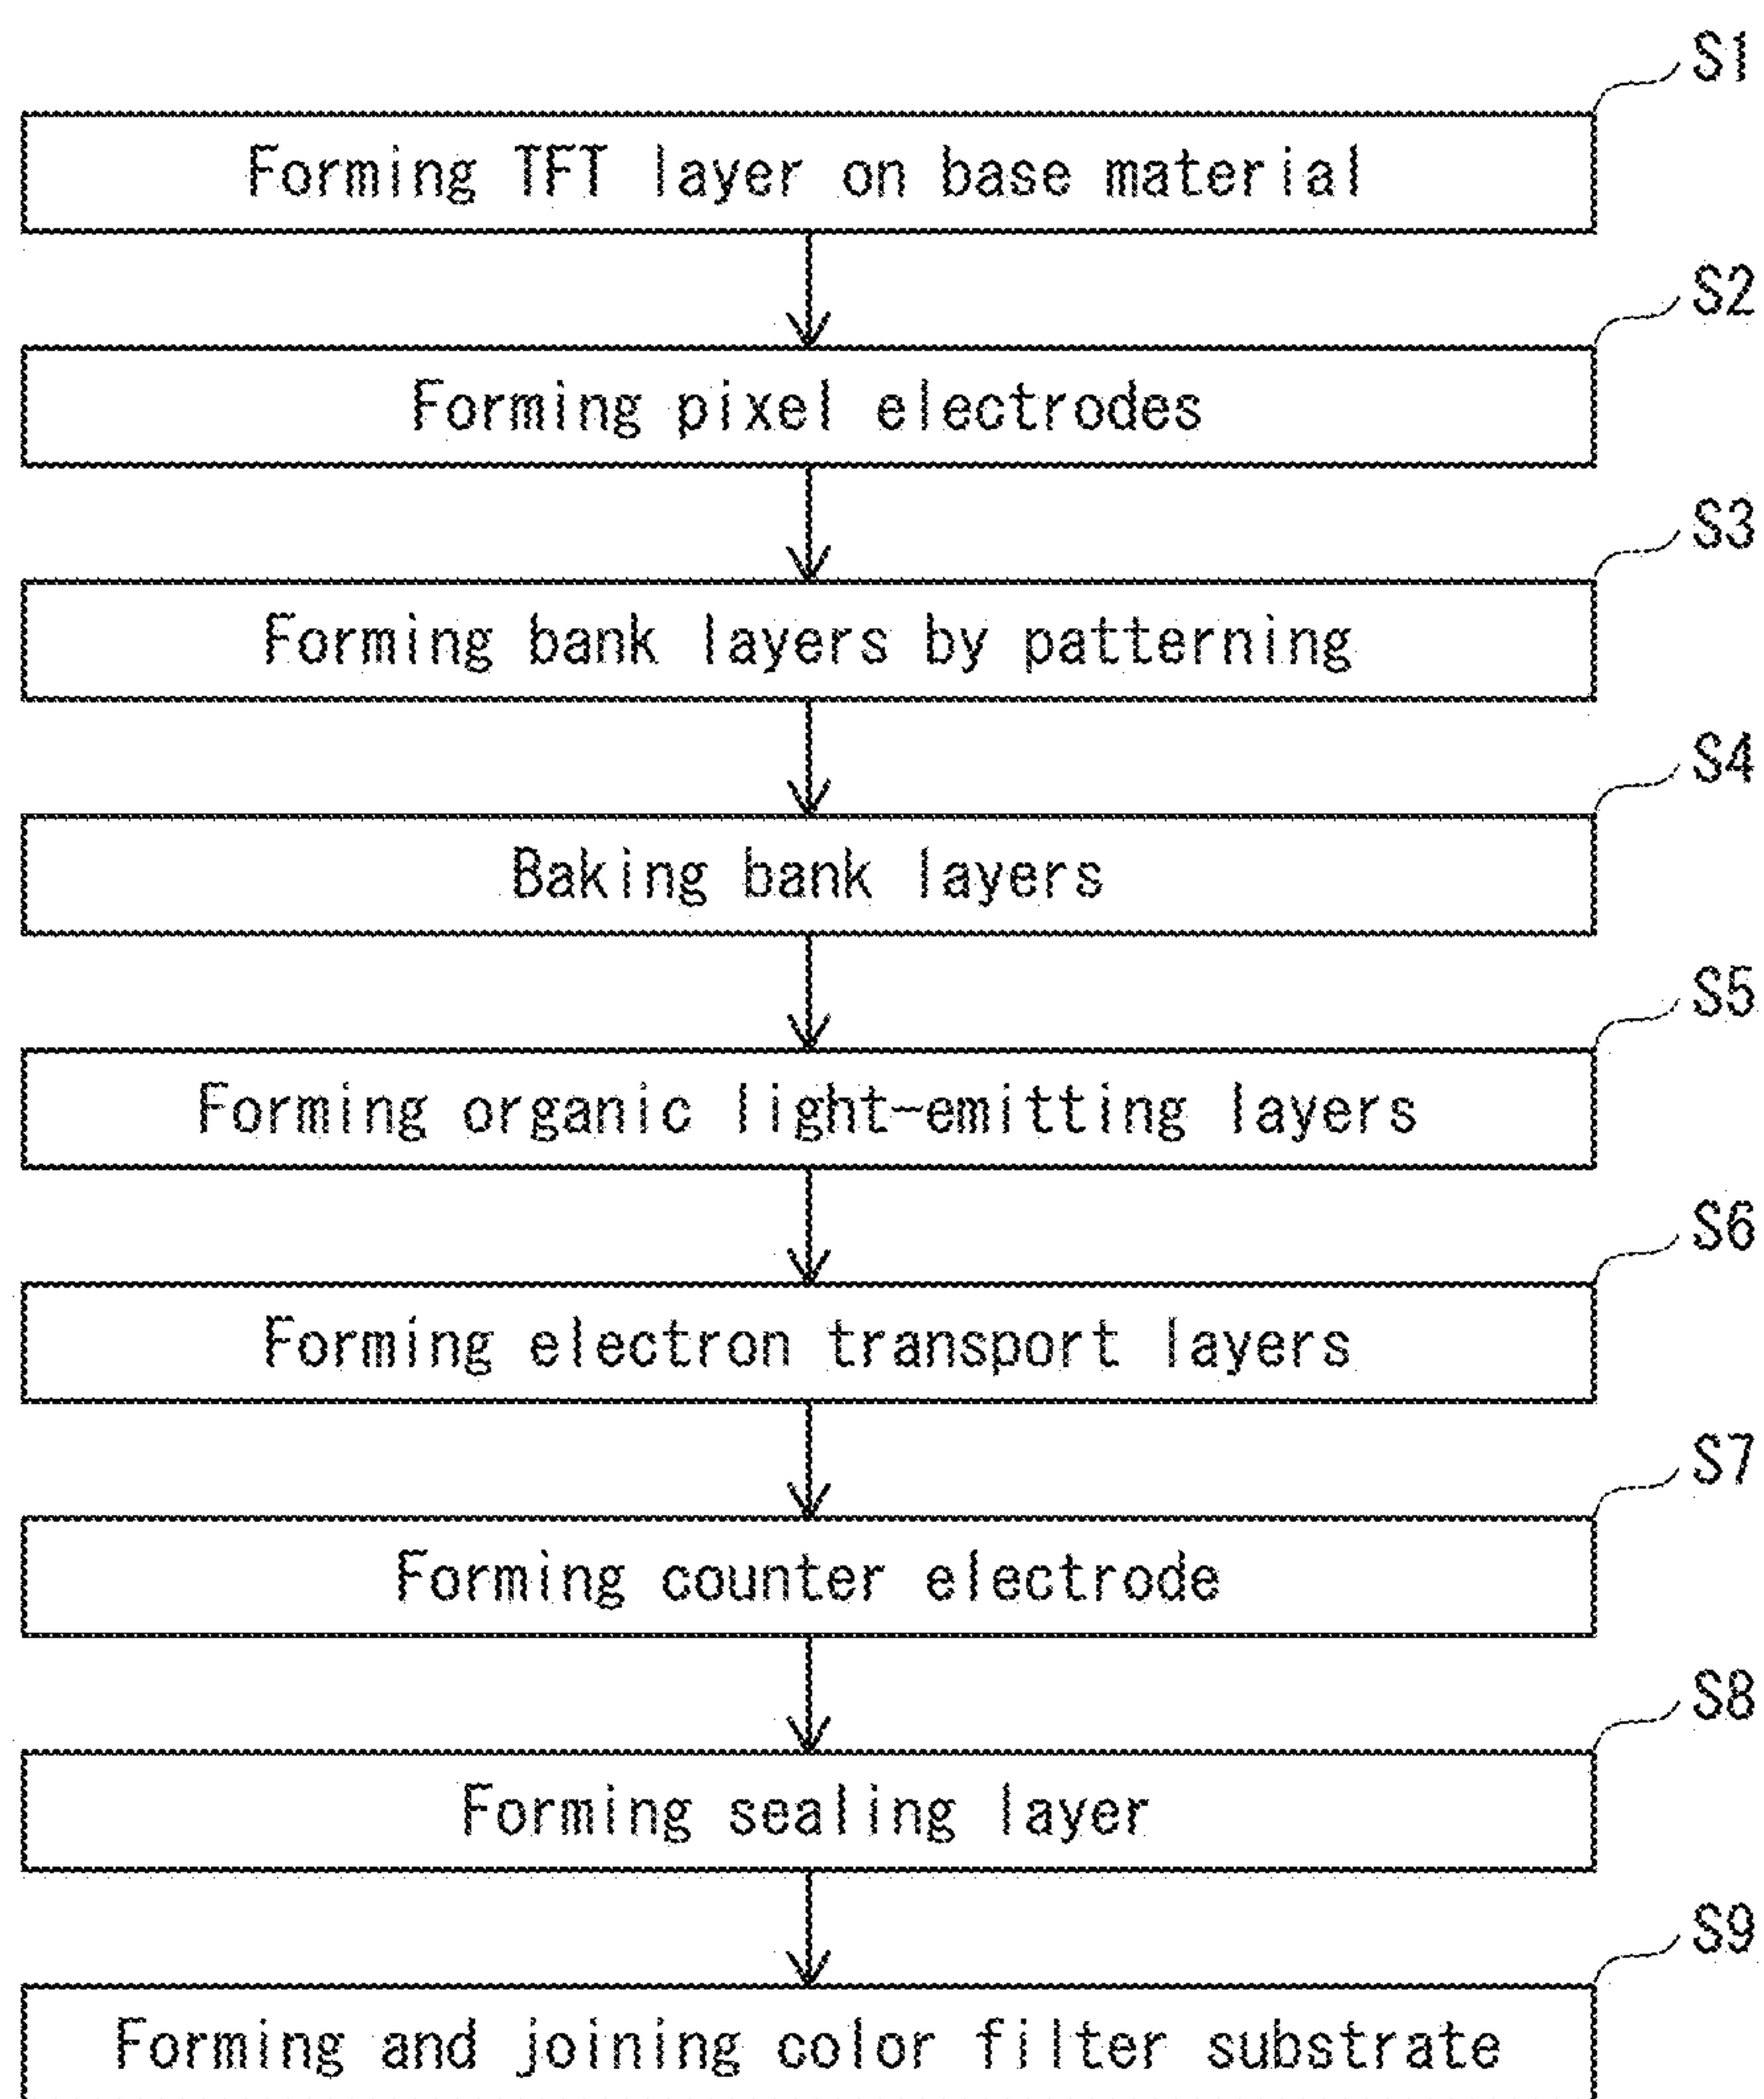 S1
Forming TFT layer on base material
S2
Forming pixel electrodes
S3
Forming bank layers by patterning
S4
Baking bank layers
S5
Forming organic light-emitting layers
S6
Forming electron transport layers
S7
Forming counter electrode
S8
Forming sealing layer
S9
Forming and joining color filter substrate